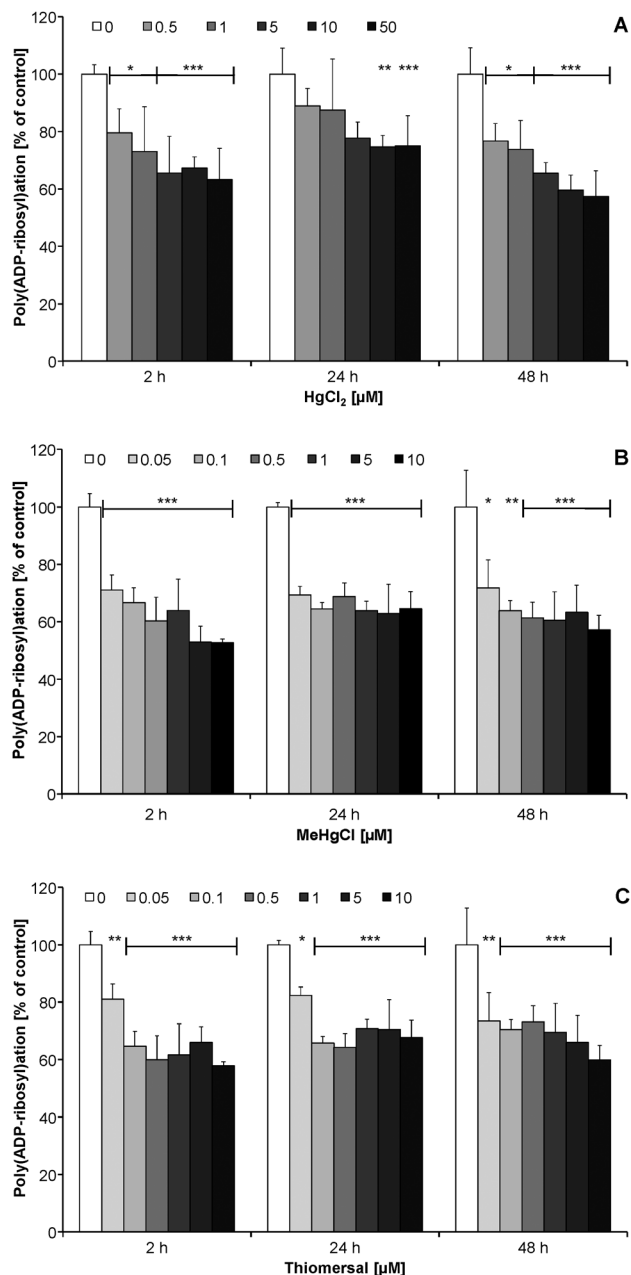 120
0 0.5 1 5 10 50
A
* ***
** ***
* ***
100
80
60
40
20
0
Poly(ADP-ribosyl)ation [% of control]
2 h 24 h 48 h
HgCl₂ [µM]
120
0 0.05 0.1 0.5 1 5 10
B
***
***
* ** ***
100
80
60
40
20
0
Poly(ADP-ribosyl)ation [% of control]
2 h 24 h 48 h
MeHgCl [µM]
120
0 0.05 0.1 0.5 1 5 10
C
** ***
* ***
** ***
100
80
60
40
20
0
Poly(ADP-ribosyl)ation [% of control]
2 h 24 h 48 h
Thiomersal [µM]